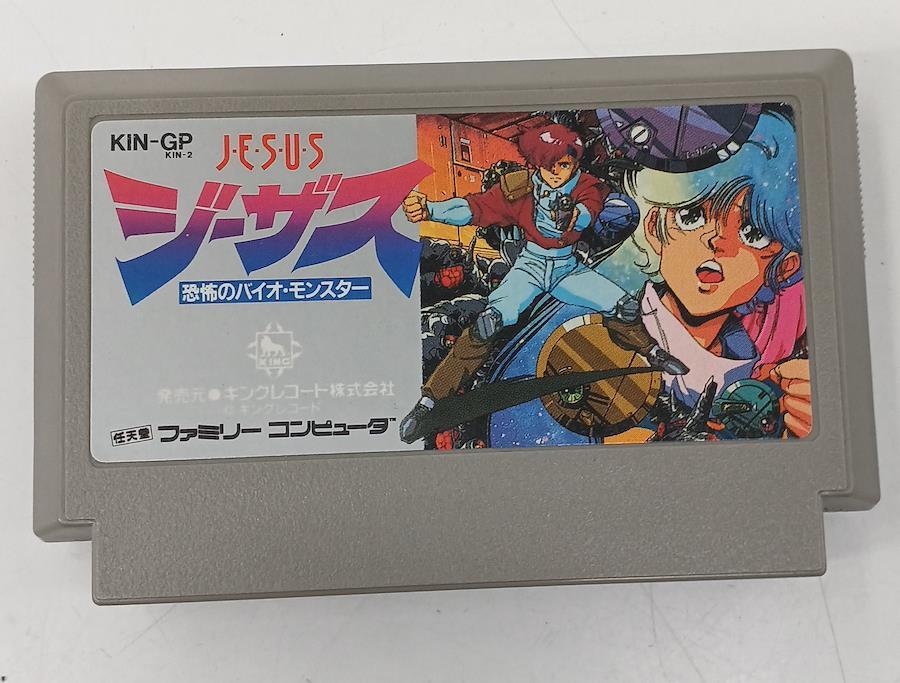 KIN-GP
KIN-2
J·E·S·U·S
ジーザス
恐怖のバイオ・モンスター
KING
発売元●キングレコード株式会社
© キングレコード
任天堂 ファミリー コンピュータ™